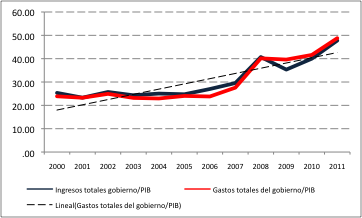 60.00
50.00
40.00
30.00
20.00
10.00
.00
2000 2001 2002 2003 2004 2005 2006 2007 2008 2009 2010 2011
Ingresos totales gobierno/PIB Gastos totales del gobierno/PIB
Lineal(Gastos totales del gobierno/PIB)